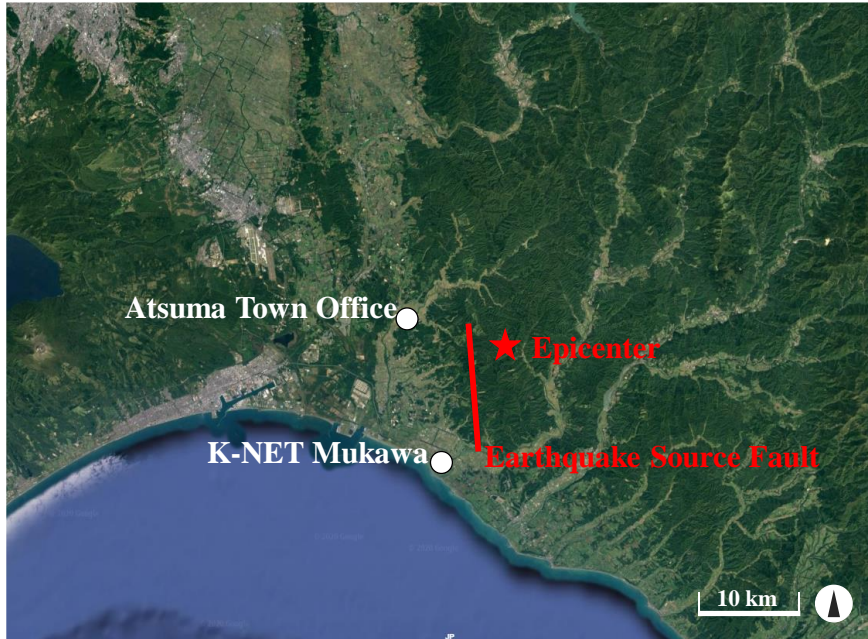 Atsuma Town Office
Epicenter
K-NET Mukawa
Earthquake Source Fault
10 km